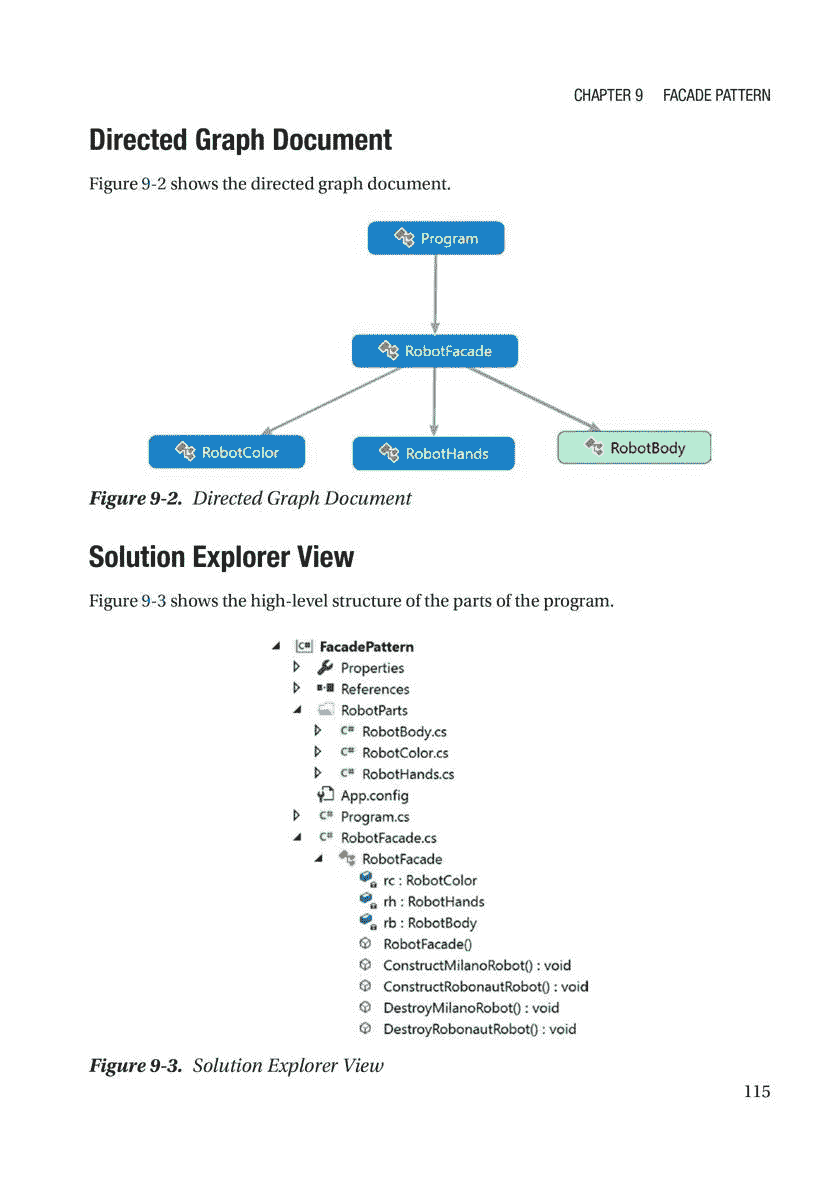 CHAPTER 9 FACADE PATTERN
Directed Graph Document
Figure 9-2 shows the directed graph document.
Program
RobotFacade
RobotColor
RobotHands
RobotBody
Figure 9-2. Directed Graph Document
Solution Explorer View
Figure 9-3 shows the high-level structure of the parts of the program.
C# FacadePattern
Properties
References
RobotParts
C# RobotBody.cs
C# RobotColor.cs
C# RobotHands.cs
App.config
C# Program.cs
C# RobotFacade.cs
RobotFacade
rc : RobotColor
rh : RobotHands
rb : RobotBody
RobotFacade()
ConstructMilanoRobot() : void
ConstructRobonautRobot() : void
DestroyMilanoRobot() : void
DestroyRobonautRobot() : void
Figure 9-3. Solution Explorer View
115